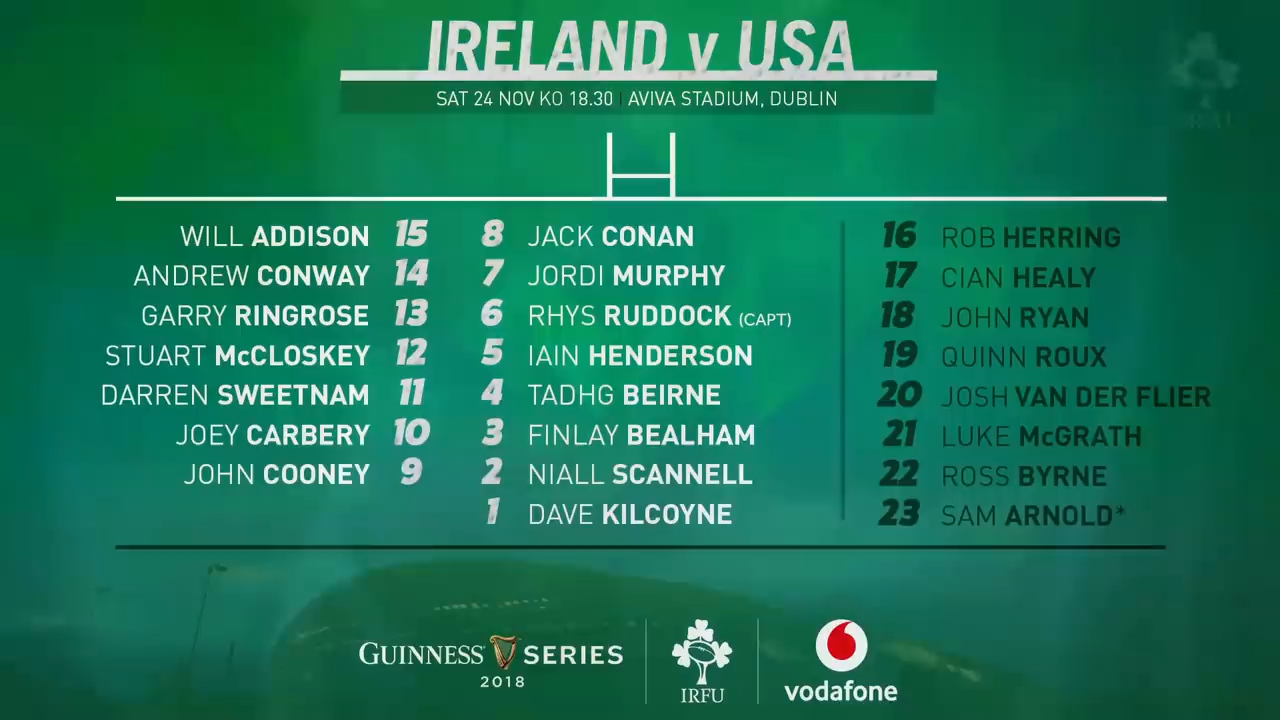 IRELAND v USA
SAT 24 NOV KO 18.30 | AVIVA STADIUM, DUBLIN
IRFU
WILL ADDISON 15
ANDREW CONWAY 14
GARRY RINGROSE 13
STUART McCLOSKEY 12
DARREN SWEETNAM 11
JOEY CARBERY 10
JOHN COONEY 9
8 JACK CONAN
7 JORDI MURPHY
6 RHYS RUDDOCK (CAPT)
5 IAIN HENDERSON
4 TADHG BEIRNE
3 FINLAY BEALHAM
2 NIALL SCANNELL
1 DAVE KILCOYNE
16 ROB HERRING
17 CIAN HEALY
18 JOHN RYAN
19 QUINN ROUX
20 JOSH VAN DER FLIER
21 LUKE McGRATH
22 ROSS BYRNE
23 SAM ARNOLD*
GUINNESS SERIES
2018
IRFU
vodafone